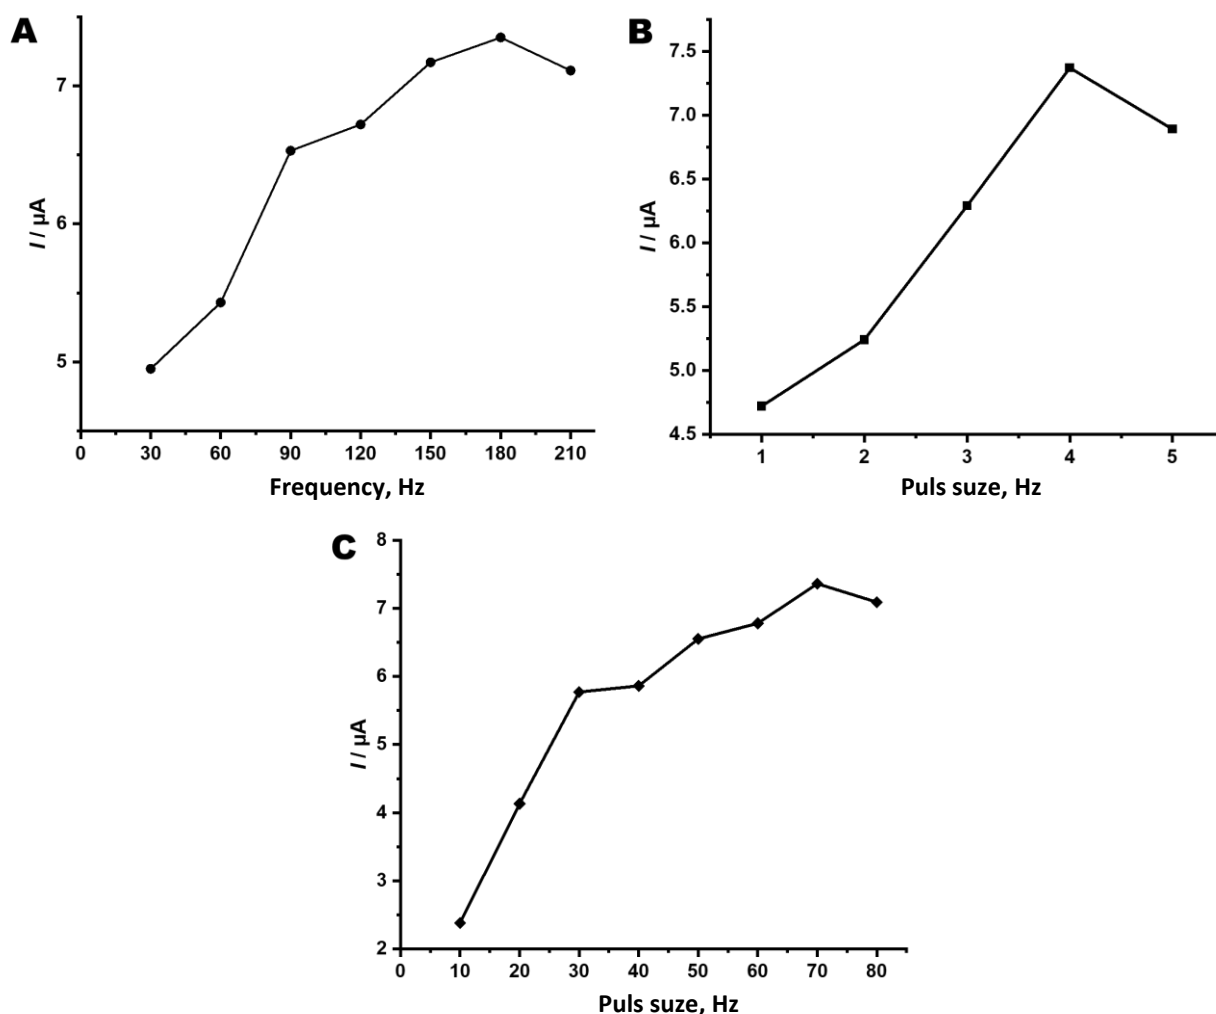 A
7
6
5
I / µA
0 30 60 90 120 150 180 210
Frequency, Hz
B
7.5
7.0
6.5
6.0
5.5
5.0
4.5
I / µA
1 2 3 4 5
Puls suze, Hz
C
8
7
6
5
4
3
2
I / µA
0 10 20 30 40 50 60 70 80
Puls suze, Hz